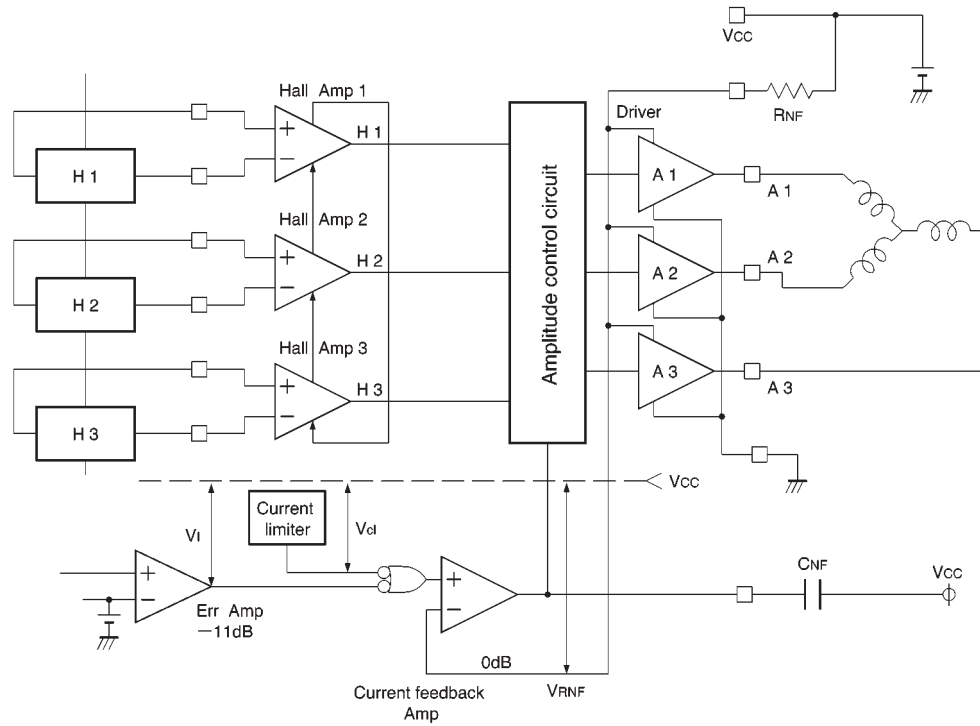 VCC
RNF
Hall Amp 1
Driver
+
−
H 1
H 1
A 1
A 1
Hall Amp 2
+
−
H 2
H 2
A 2
A 2
Hall Amp 3
+
−
H 3
H 3
A 3
A 3
Amplitude control circuit
VCC
Current
limiter
VI
Vcl
+
−
Err Amp
−11dB
+
−
0dB
VRNF
CNF
VCC
Current feedback
Amp